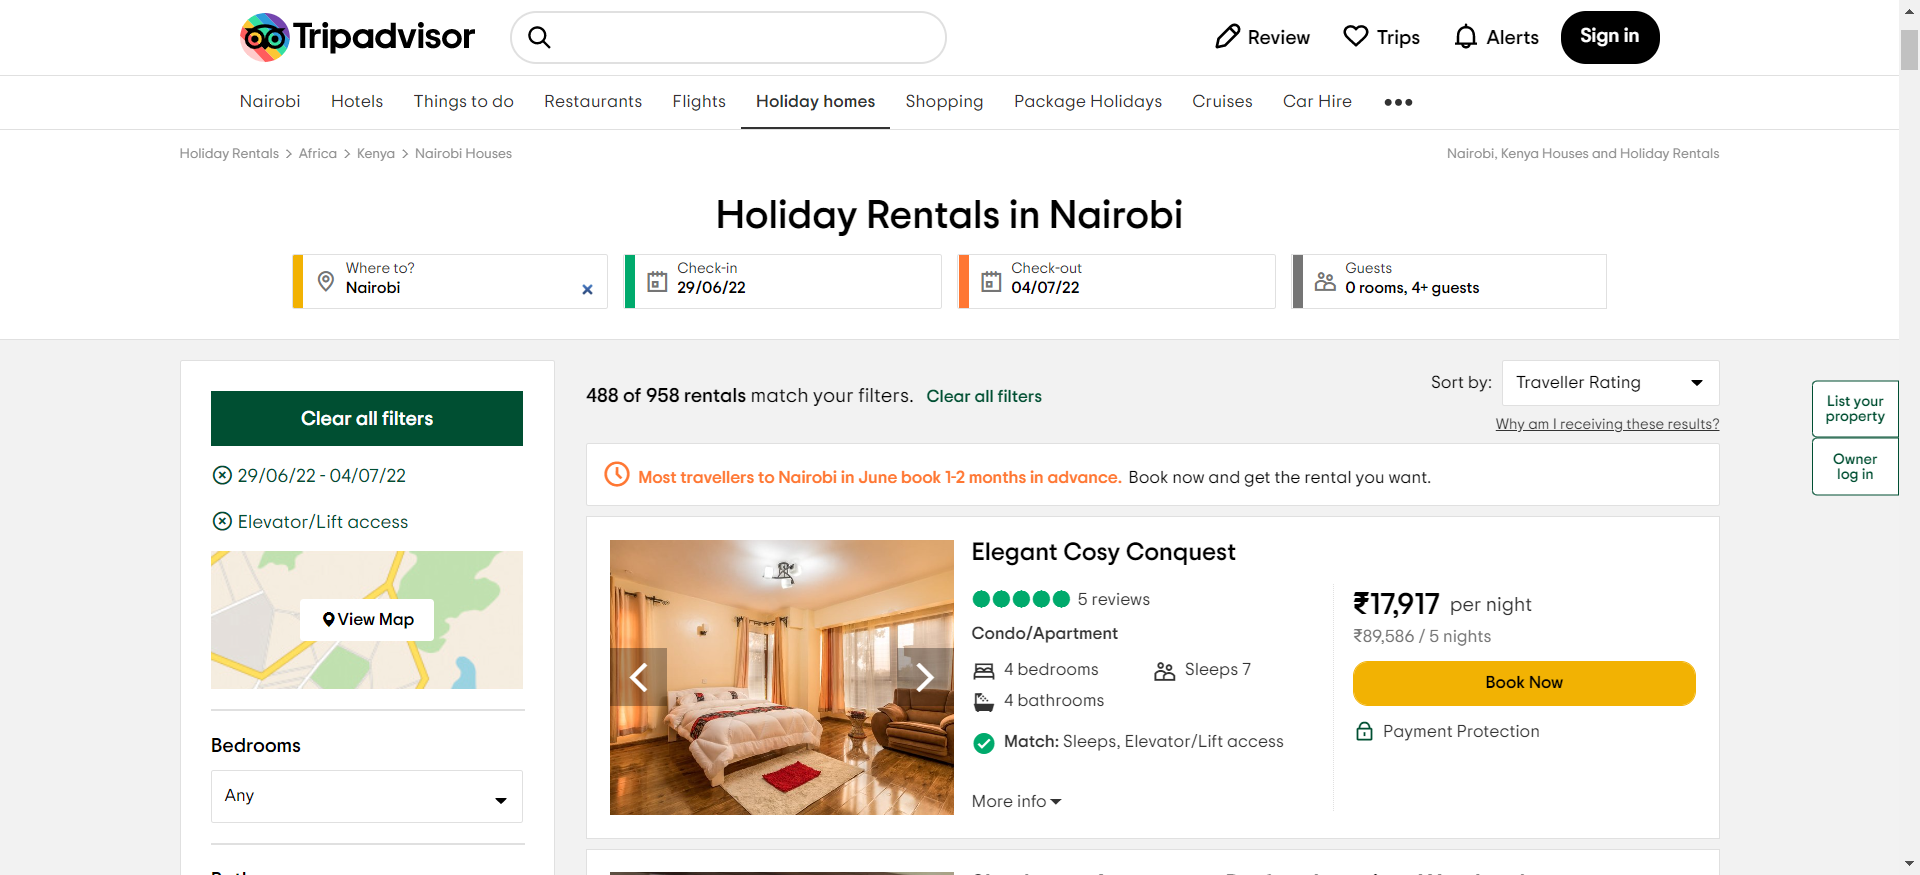 Tripadvisor
Review
Trips
Alerts
Sign in
Nairobi
Hotels
Things to do
Restaurants
Flights
Holiday homes
Shopping
Package Holidays
Cruises
Car Hire
Holiday Rentals > Africa > Kenya > Nairobi Houses
Nairobi, Kenya Houses and Holiday Rentals
Holiday Rentals in Nairobi
Where to?
Nairobi
Check-in
29/06/22
Check-out
04/07/22
Guests
0 rooms, 4+ guests
Clear all filters
29/06/22 - 04/07/22
Elevator/Lift access
View Map
Bedrooms
Any
488 of 958 rentals match your filters. Clear all filters
Sort by: Traveller Rating
Why am I receiving these results?
Most travellers to Nairobi in June book 1-2 months in advance. Book now and get the rental you want.
Elegant Cosy Conquest
5 reviews
Condo/Apartment
4 bedrooms
Sleeps 7
4 bathrooms
Match: Sleeps, Elevator/Lift access
More info
₹17,917 per night
₹89,586 / 5 nights
Book Now
Payment Protection
List your
property
Owner
log in